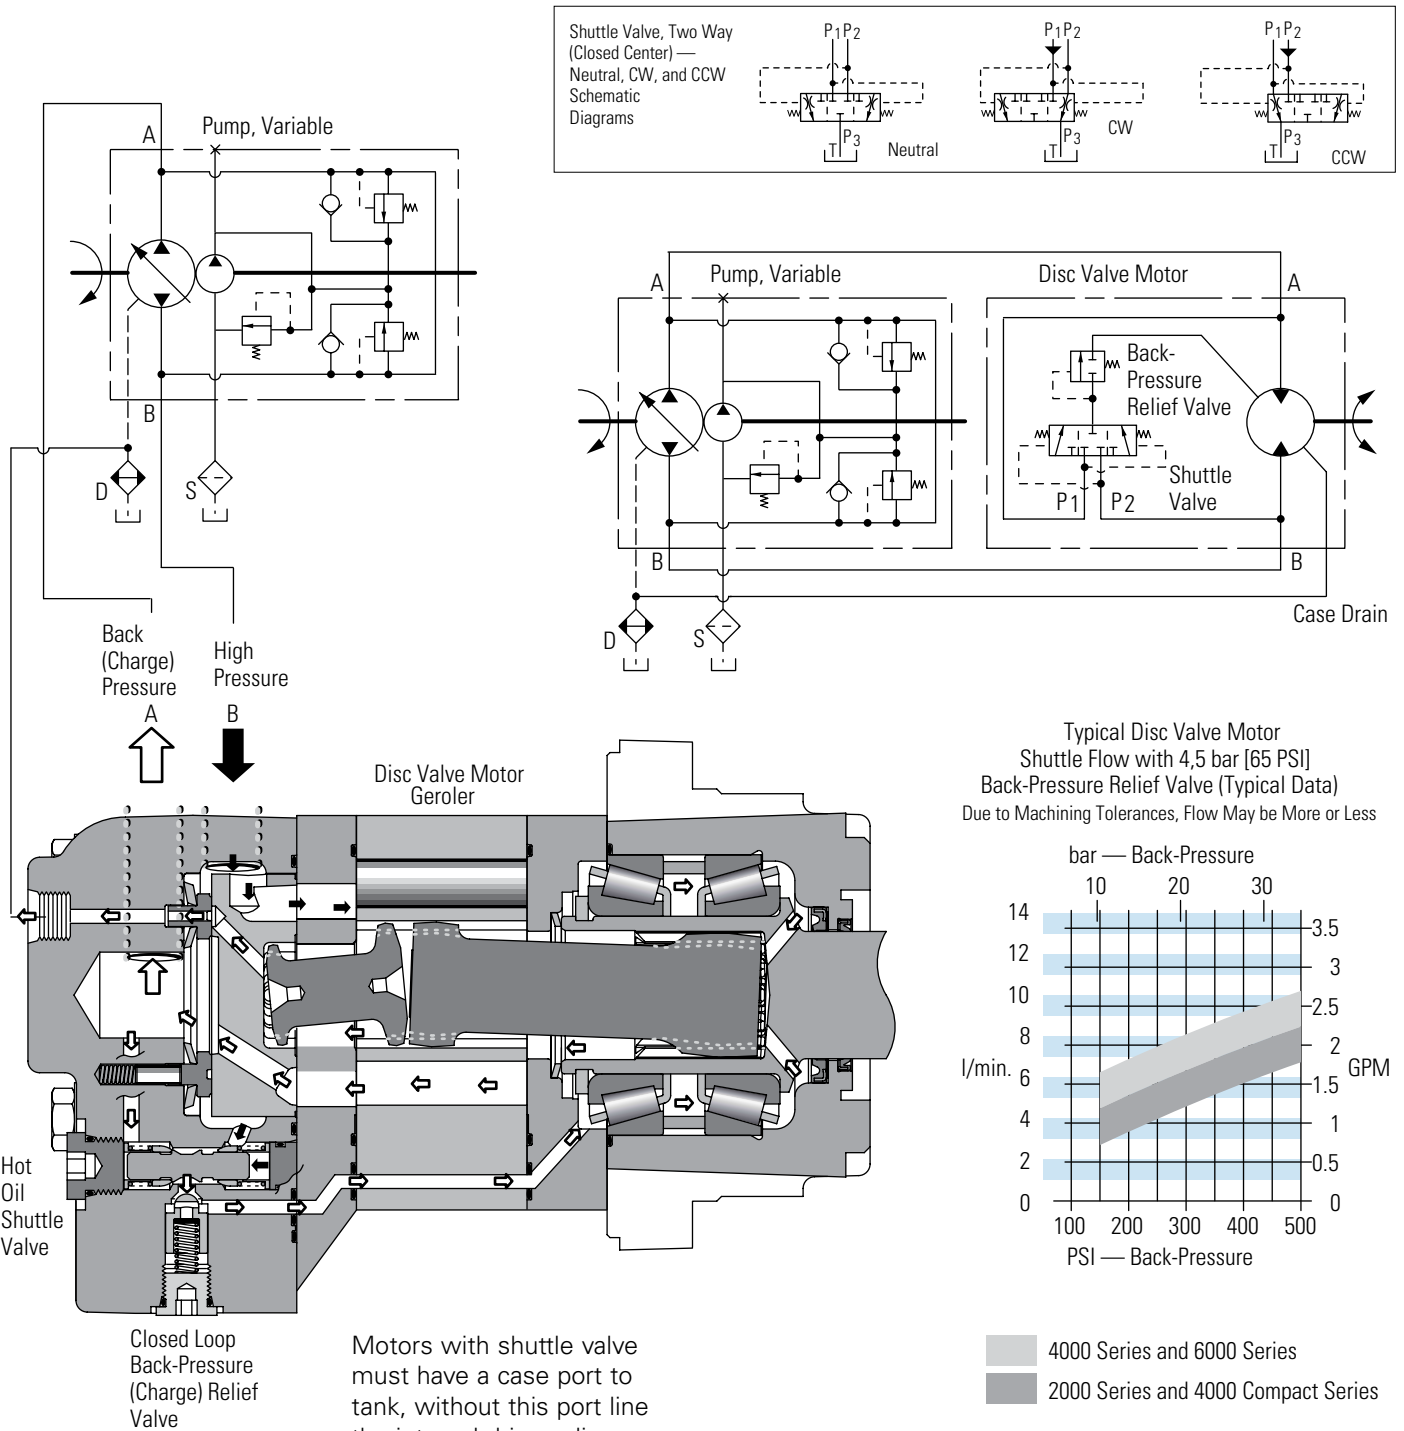 Shuttle Valve, Two Way
(Closed Center) —
Neutral, CW, and CCW
Schematic
Diagrams
P1 P2
P3
T
Neutral
P1 P2
P3
T
CW
P1 P2
P3
T
CCW
A
Pump, Variable
B
D
S
Back
(Charge)
Pressure
A
High
Pressure
B
A
Pump, Variable
B
D
S
Disc Valve Motor
A
Back-
Pressure
Relief Valve
Shuttle
Valve
P1 P2
B
Case Drain
Disc Valve Motor
Geroler
Hot
Oil
Shuttle
Valve
Closed Loop
Back-Pressure
(Charge) Relief
Valve
Motors with shuttle valve
must have a case port to
tank, without this port line
Typical Disc Valve Motor
Shuttle Flow with 4,5 bar [65 PSI]
Back-Pressure Relief Valve (Typical Data)
Due to Machining Tolerances, Flow May be More or Less
bar — Back-Pressure
10 20 30
14
12
10
8
l/min. 6
4
2
0
3.5
3
2.5
2
1.5 GPM
1
0.5
0
100 200 300 400 500
PSI — Back-Pressure
4000 Series and 6000 Series
2000 Series and 4000 Compact Series